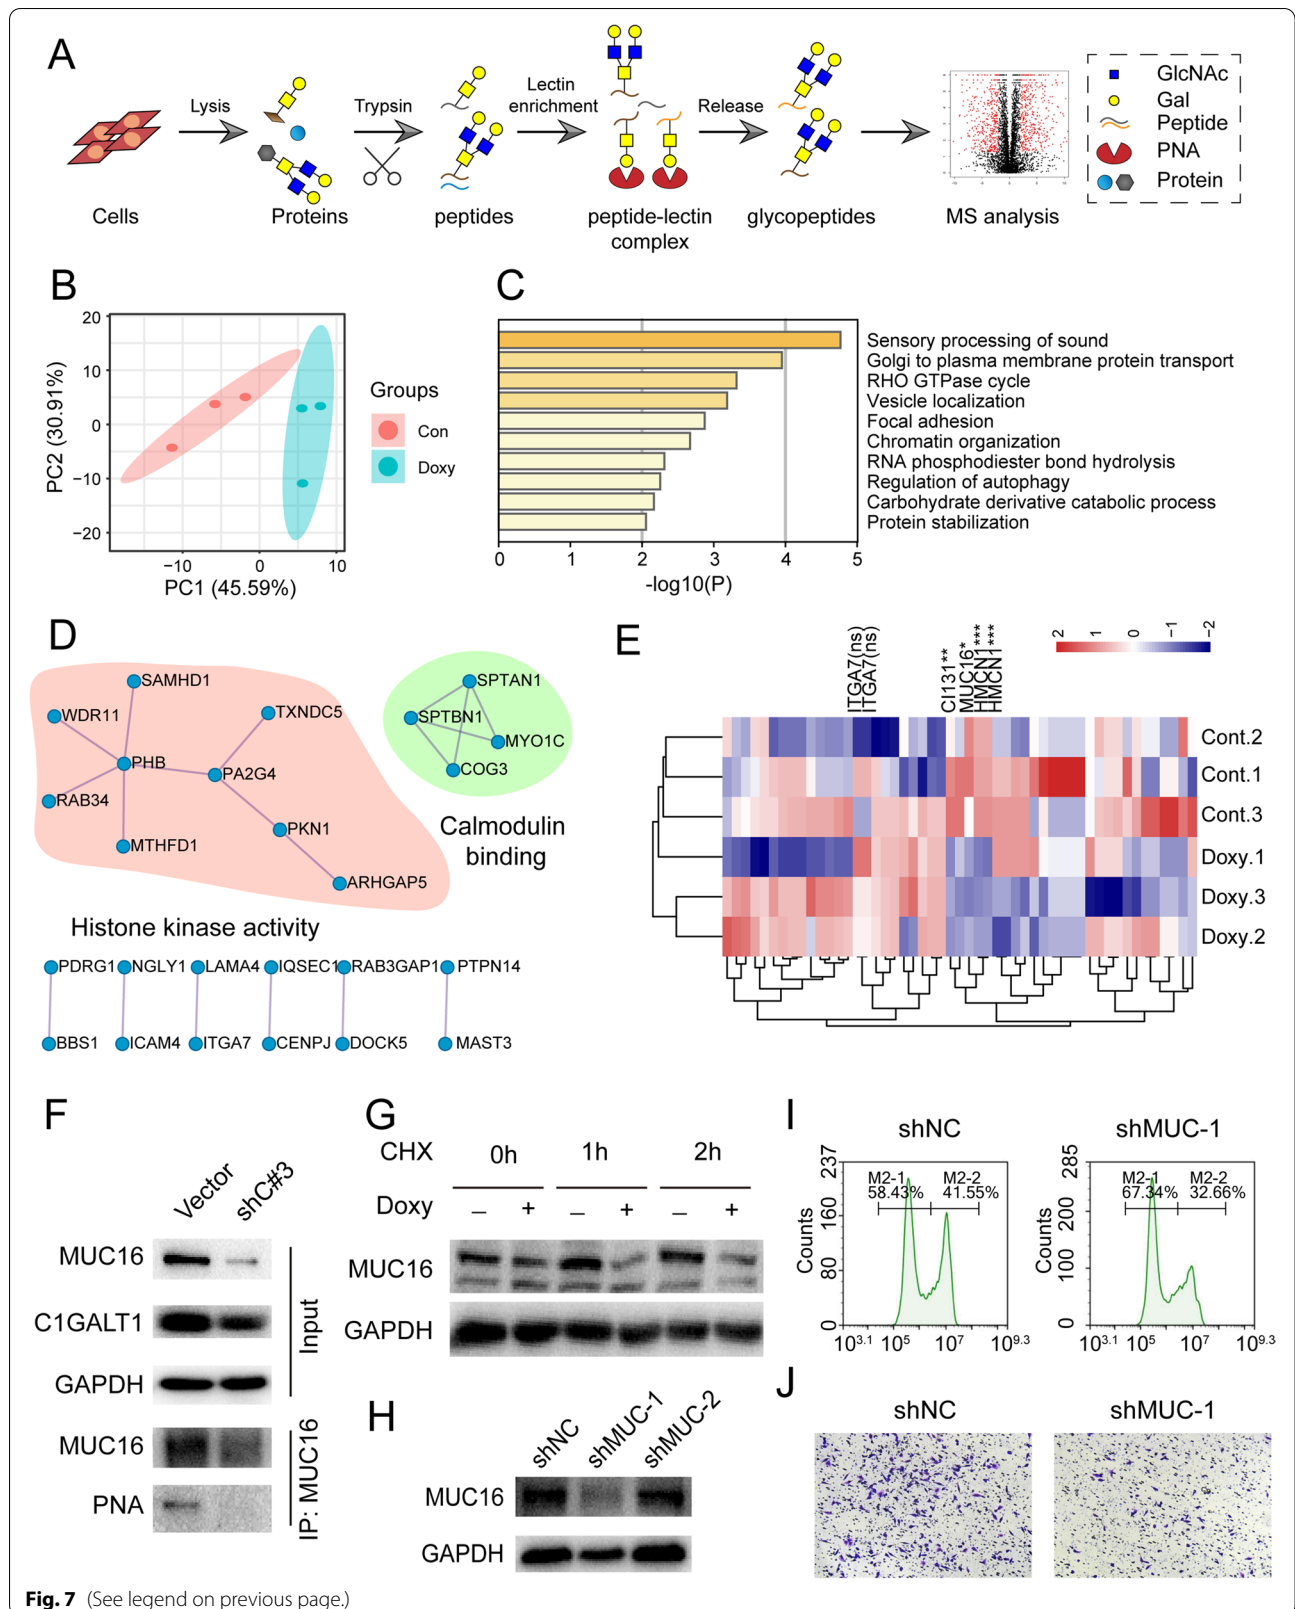 A
Lysis
Trypsin
Lectin
enrichment
Release
Cells
Proteins
peptides
peptide-lectin
complex
glycopeptides
MS analysis
GlcNAc
Gal
Peptide
PNA
Protein
B
20
10
0
−10
−20
PC2 (30.91%)
−10
0
10
PC1 (45.59%)
Groups
Con
Doxy
C
Sensory processing of sound
Golgi to plasma membrane protein transport
RHO GTPase cycle
Vesicle localization
Focal adhesion
Chromatin organization
RNA phosphodiester bond hydrolysis
Regulation of autophagy
Carbohydrate derivative catabolic process
Protein stabilization
0 1 2 3 4 5
-log10(P)
D
SAMHD1
WDR11
TXNDC5
PHB
PA2G4
RAB34
PKN1
MTHFD1
ARHGAP5
Histone kinase activity
SPTAN1
SPTBN1
MYO1C
COG3
Calmodulin
binding
PDRG1 NGLY1 LAMA4 IQSEC1 RAB3GAP1 PTPN14
BBS1 ICAM4 ITGA7 CENPJ DOCK5 MAST3
E
ITGA7(ns)
ITGA7(ns)
CI131**
MUC16*
HMCN1***
HMCN1***
2 1 0 −1 −2
Cont.2
Cont.1
Cont.3
Doxy.1
Doxy.3
Doxy.2
F
Vector
shC#3
MUC16
C1GALT1
GAPDH
Input
MUC16
PNA
IP: MUC16
G
CHX 0h 1h 2h
Doxy − + − + − +
MUC16
GAPDH
H
shNC
shMUC-1
shMUC-2
MUC16
GAPDH
I
shNC
237
160
80
0
Counts
M2-1 M2-2
58.43% 41.55%
10^3.1 10^5 10^7 10^9.3
shMUC-1
285
200
100
0
Counts
M2-1 M2-2
67.34% 32.66%
10^3.1 10^5 10^7 10^9.3
J
shNC
shMUC-1
Fig. 7 (See legend on previous page.)